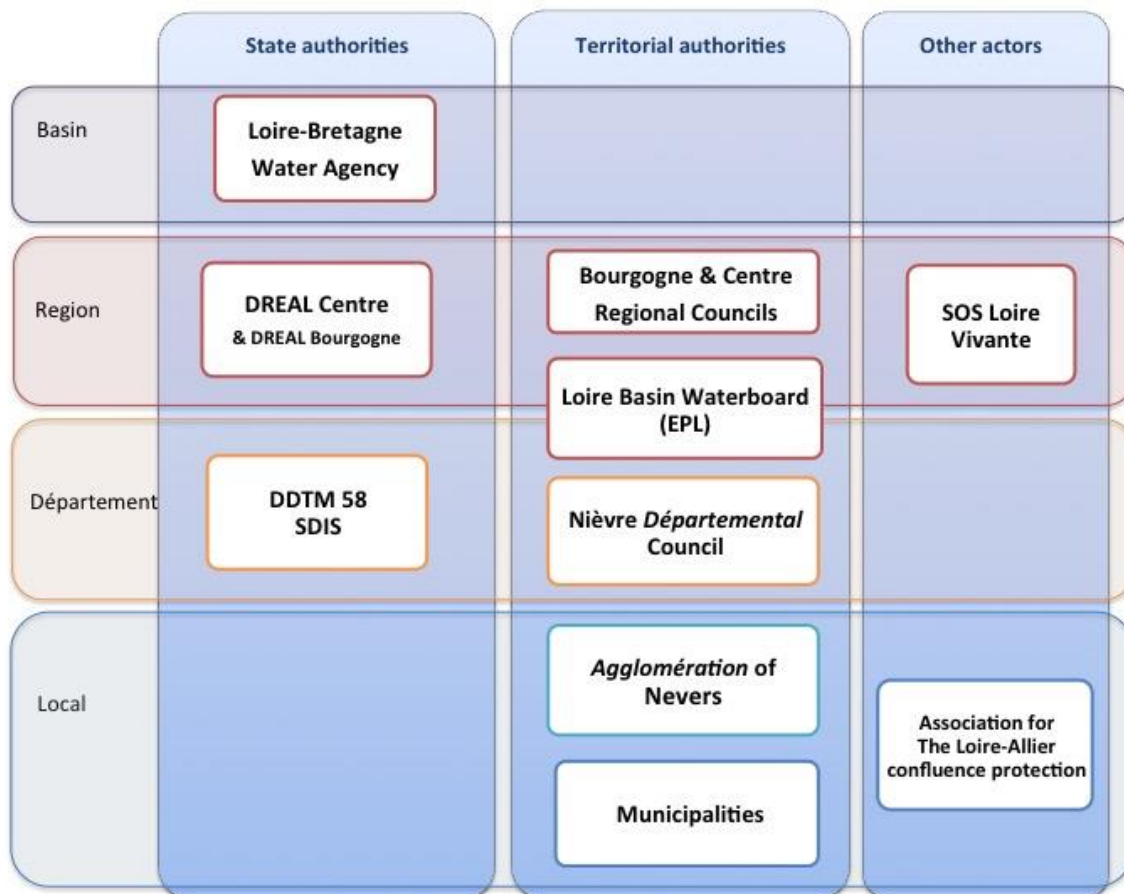 State authorities
Territorial authorities
Other actors
Basin
Loire-Bretagne
Water Agency
Region
DREAL Centre
& DREAL Bourgogne
Bourgogne & Centre
Regional Councils
SOS Loire
Vivante
Loire Basin Waterboard
(EPL)
Département
DDTM 58
SDIS
Nièvre Départemental
Council
Local
Agglomération of
Nevers
Municipalities
Association for
The Loire-Allier
confluence protection